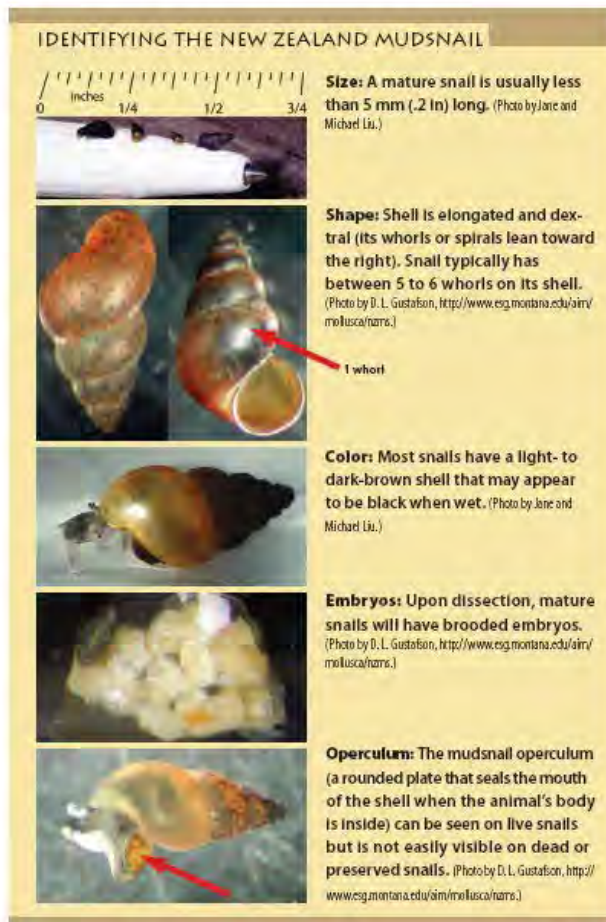 IDENTIFYING THE NEW ZEALAND MUDSNAIL
inches
0 1/4 1/2 3/4
Size: A mature snail is usually less
than 5 mm (.2 in) long. (Photo by Jane and
Michael Liu.)
Shape: Shell is elongated and dex-
tral (its whorls or spirals lean toward
the right). Snail typically has
between 5 to 6 whorls on its shell.
(Photo by D. L. Gustafson, http://www.esg.montana.edu/aim/
mollusca/nzms.)
1 whorl
Color: Most snails have a light- to
dark-brown shell that may appear
to be black when wet. (Photo by Jane and
Michael Liu.)
Embryos: Upon dissection, mature
snails will have brooded embryos.
(Photo by D. L. Gustafson, http://www.esg.montana.edu/aim/
mollusca/nzms.)
Operculum: The mudsnail operculum
(a rounded plate that seals the mouth
of the shell when the animal's body
is inside) can be seen on live snails
but is not easily visible on dead or
preserved snails. (Photo by D. L. Gustafson, http://
www.esg.montana.edu/aim/mollusca/nzms.)